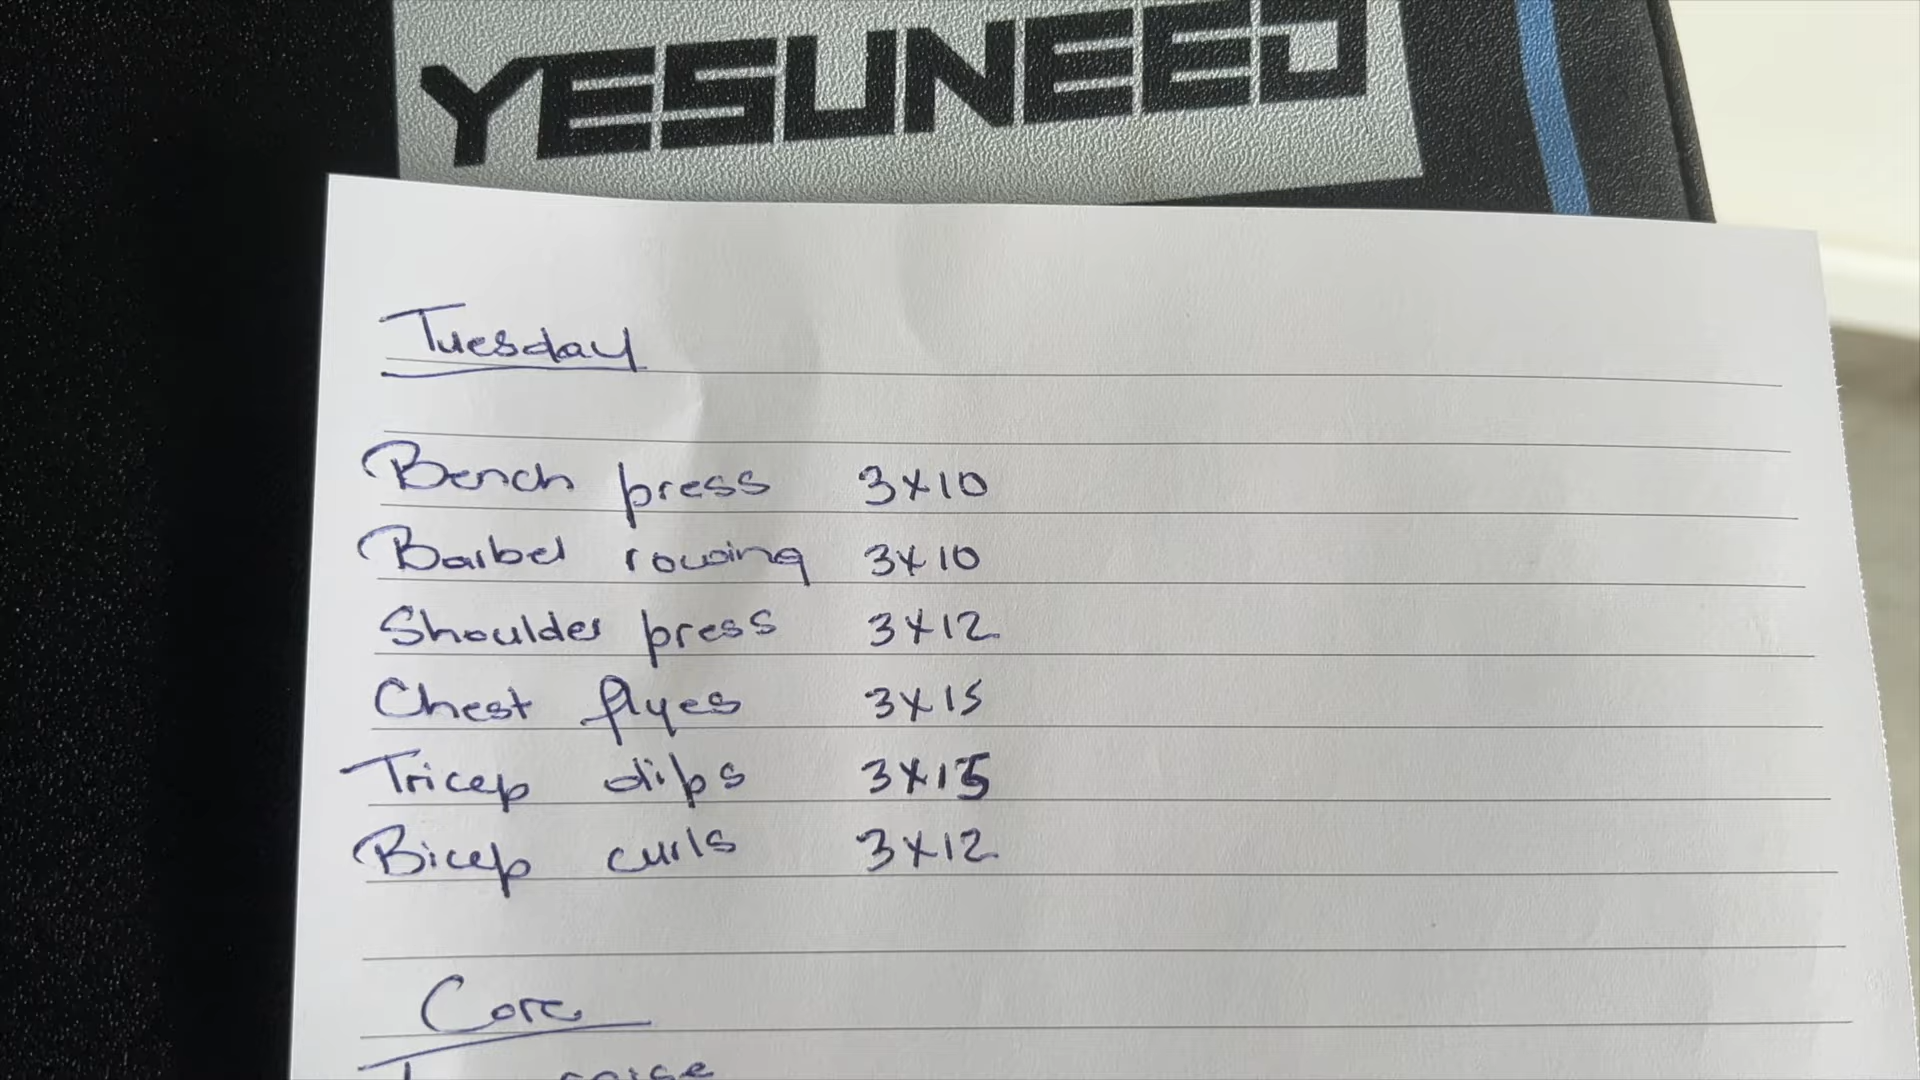 YESUNEED
Tuesday
Bench press 3x10
Barbel rowing 3x10
Shoulder press 3x12
Chest flyes 3x15
Tricep dips 3x15
Bicep curls 3x12
Core
raise